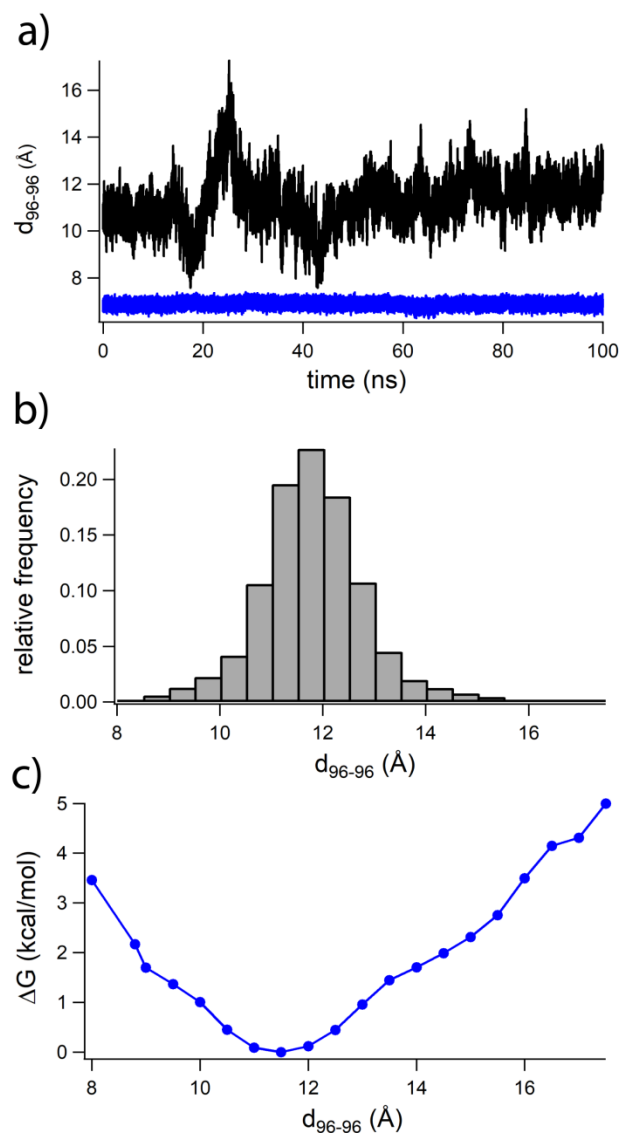 a)
16
14
12
10
8
d96-96 (Å)
0 20 40 60 80 100
time (ns)
b)
0.20
0.15
0.10
0.05
0.00
relative frequency
8 10 12 14 16
d96-96 (Å)
c)
5
4
3
2
1
0
ΔG (kcal/mol)
8 10 12 14 16
d96-96 (Å)